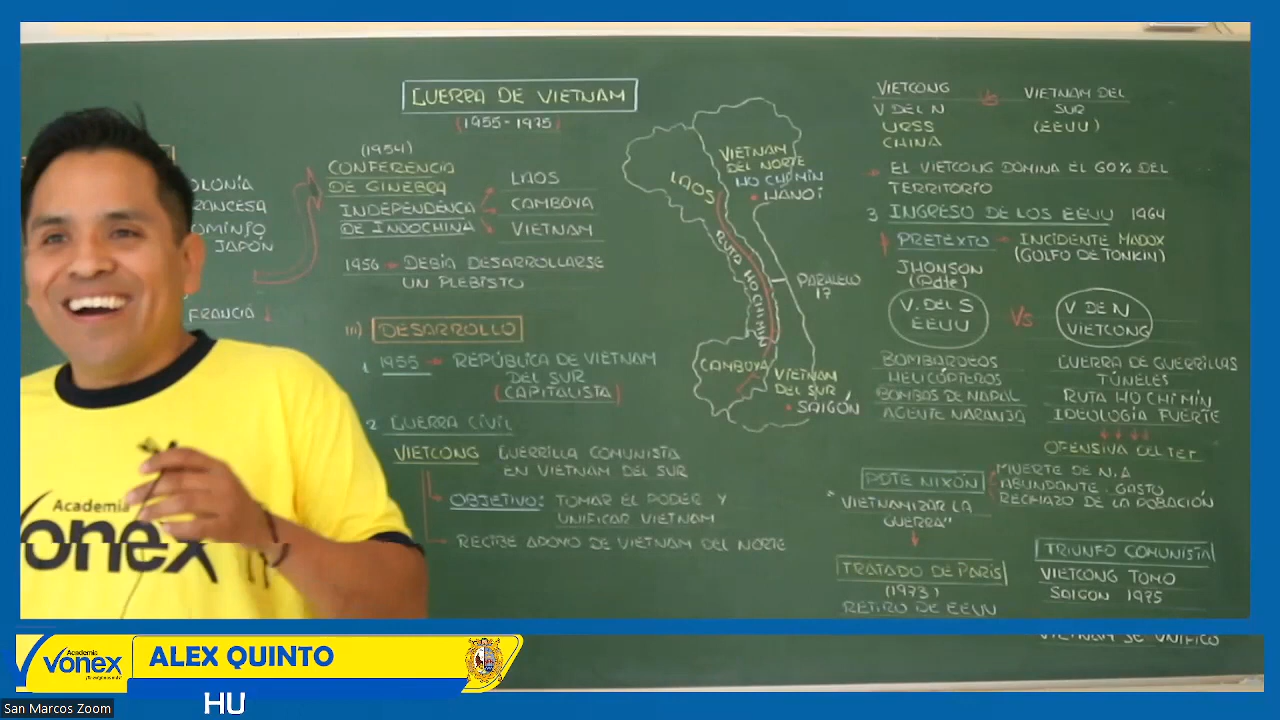 GUERRA DE VIETNAM
(1955-1975)
OLONÍA
RANCESA
OMINIO
JAPÓN
FRANCIA ↓
(1954)
CONFERENCIA
DE GINEBRA
INDEPENDENCA
DE INDOCHINA
LAOS
CAMBOYA
VIETNAM
1956 → DEBÍA DESARROLLARSE
UN PLEBISTO
III) DESARROLLO
1 1955 → REPÚBLICA DE VIETNAM
DEL SUR
(CAPITALISTA)
2 GUERRA CIVIL
VIETCONG GUERRILLA COMUNISTA
EN VIETNAM DEL SUR
OBJETIVO: TOMAR EL PODER Y
UNIFICAR VIETNAM
RECIBE APOYO DE VIETNAM DEL NORTE
VIETNAM
DEL NORTE
HO CHI MIN
HANOI
LAOS
RUTA HO CHI MIN
PARALELO
17
CAMBOYA
VIETNAM
DEL SUR
SAIGÓN
VIETCONG Vs VIETNAM DEL
V DEL N SUR
URSS (EEUU)
CHINA
→ EL VIETCONG DOMINA EL 60% DEL
TERRITORIO
3 INGRESO DE LOS EEUU 1964
PRETEXTO → INCIDENTE MADOX
(GOLFO DE TONKIN)
JHONSON
(Pdte)
V. DEL S
EEUU
Vs
V DE N
VIETCONG
BOMBARDEOS
HELICÓPTEROS
BOMBAS DE NAPAL
AGENTE NARANJA
GUERRA DE GUERRILLAS
TÚNELES
RUTA HO CHI MIN
IDEOLOGÍA FUERTE
OFENSIVA DEL TET
PDTE NIXÓN
MUERTE DE N.A
ABUNDANTE GASTO
RECHAZO DE LA POBACIÓN
"VIETNAMIZAR LA
GUERRA"
TRATADO DE PARÍS
(1973)
RETIRO DE EEUU
TRIUNFO COMUNISTA
VIETCONG TOMO
SAIGON 1975
VIETNAM SE UNIFICÓ
Academia
Vonex
Academia
Vonex
ALEX QUINTO
HU
San Marcos Zoom